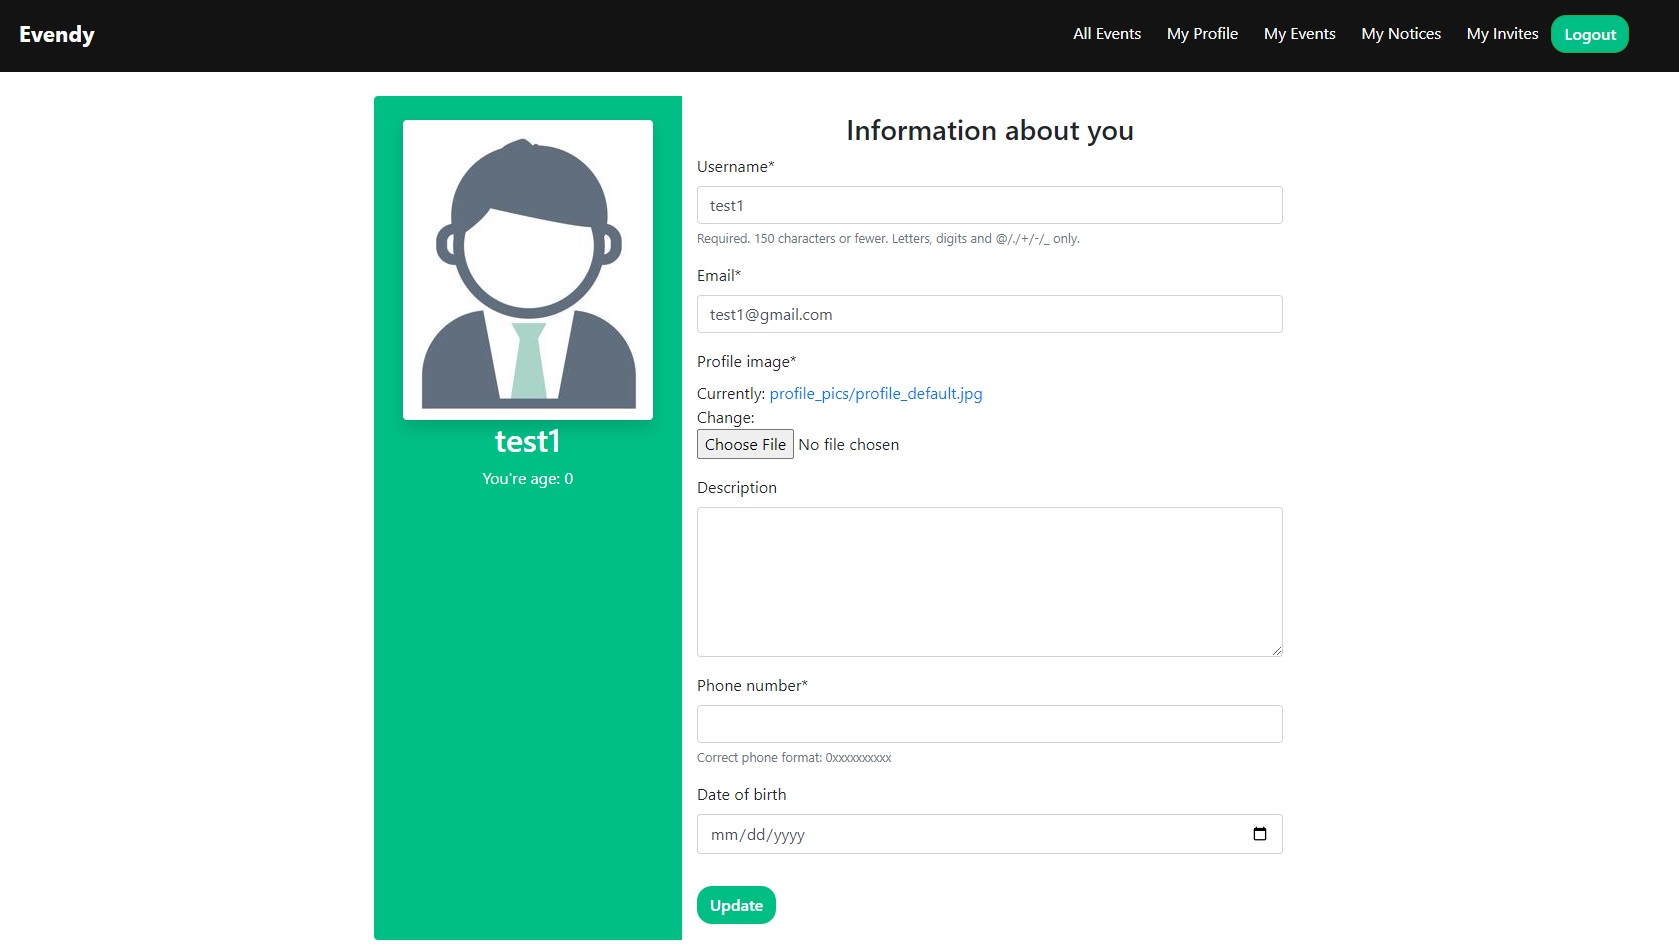 Evendy
All Events My Profile My Events My Notices My Invites Logout
test1
You're age: 0
Information about you
Username*
test1
Required. 150 characters or fewer. Letters, digits and @/./+/-/_ only.
Email*
test1@gmail.com
Profile image*
Currently: profile_pics/profile_default.jpg
Change:
Choose File No file chosen
Description
Phone number*
Correct phone format: 0xxxxxxxxxx
Date of birth
mm/dd/yyyy
Update